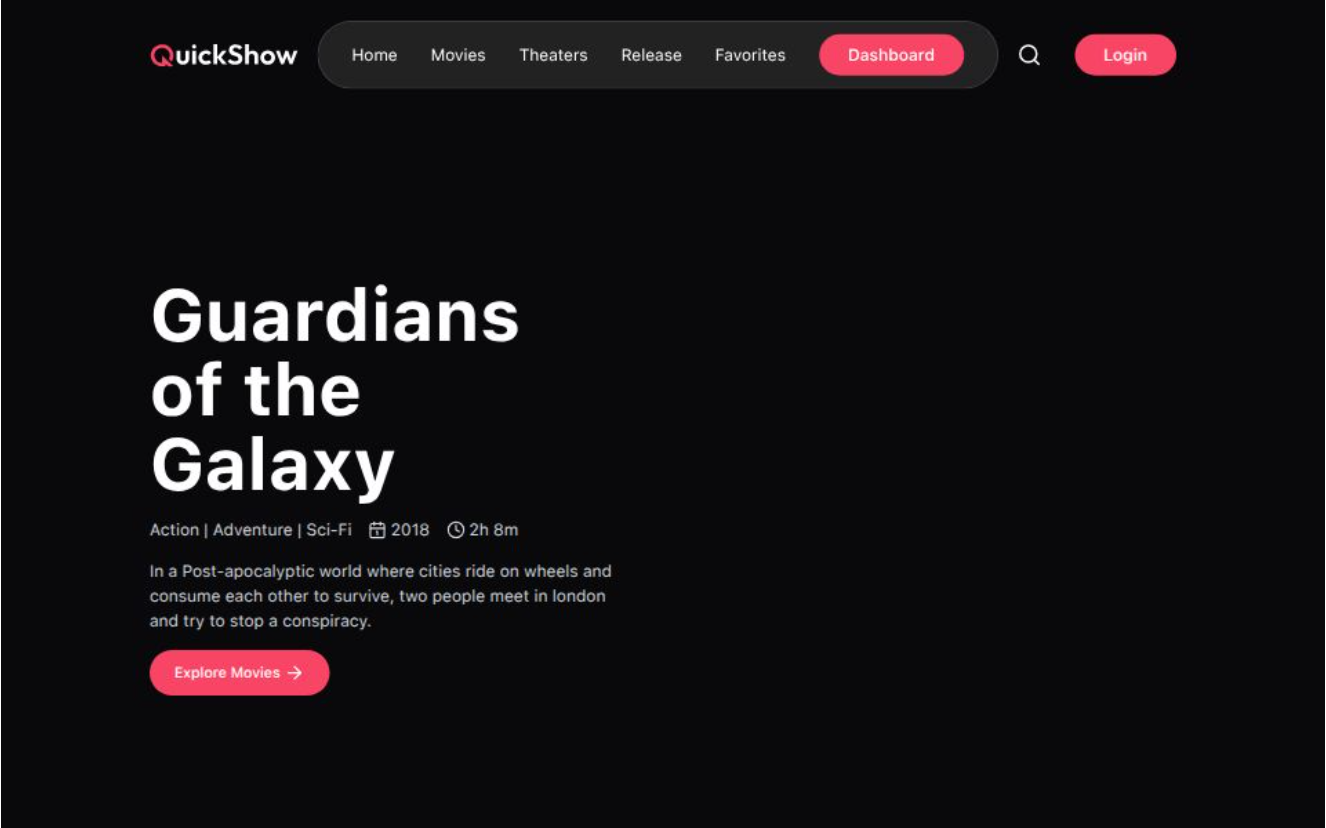 QuickShow
Home Movies Theaters Release Favorites Dashboard Login
Guardians
of the
Galaxy
Action | Adventure | Sci-Fi 2018 2h 8m
In a Post-apocalyptic world where cities ride on wheels and
consume each other to survive, two people meet in london
and try to stop a conspiracy.
Explore Movies →